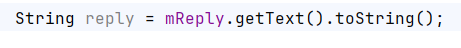 String reply = mReply.getText().toString();